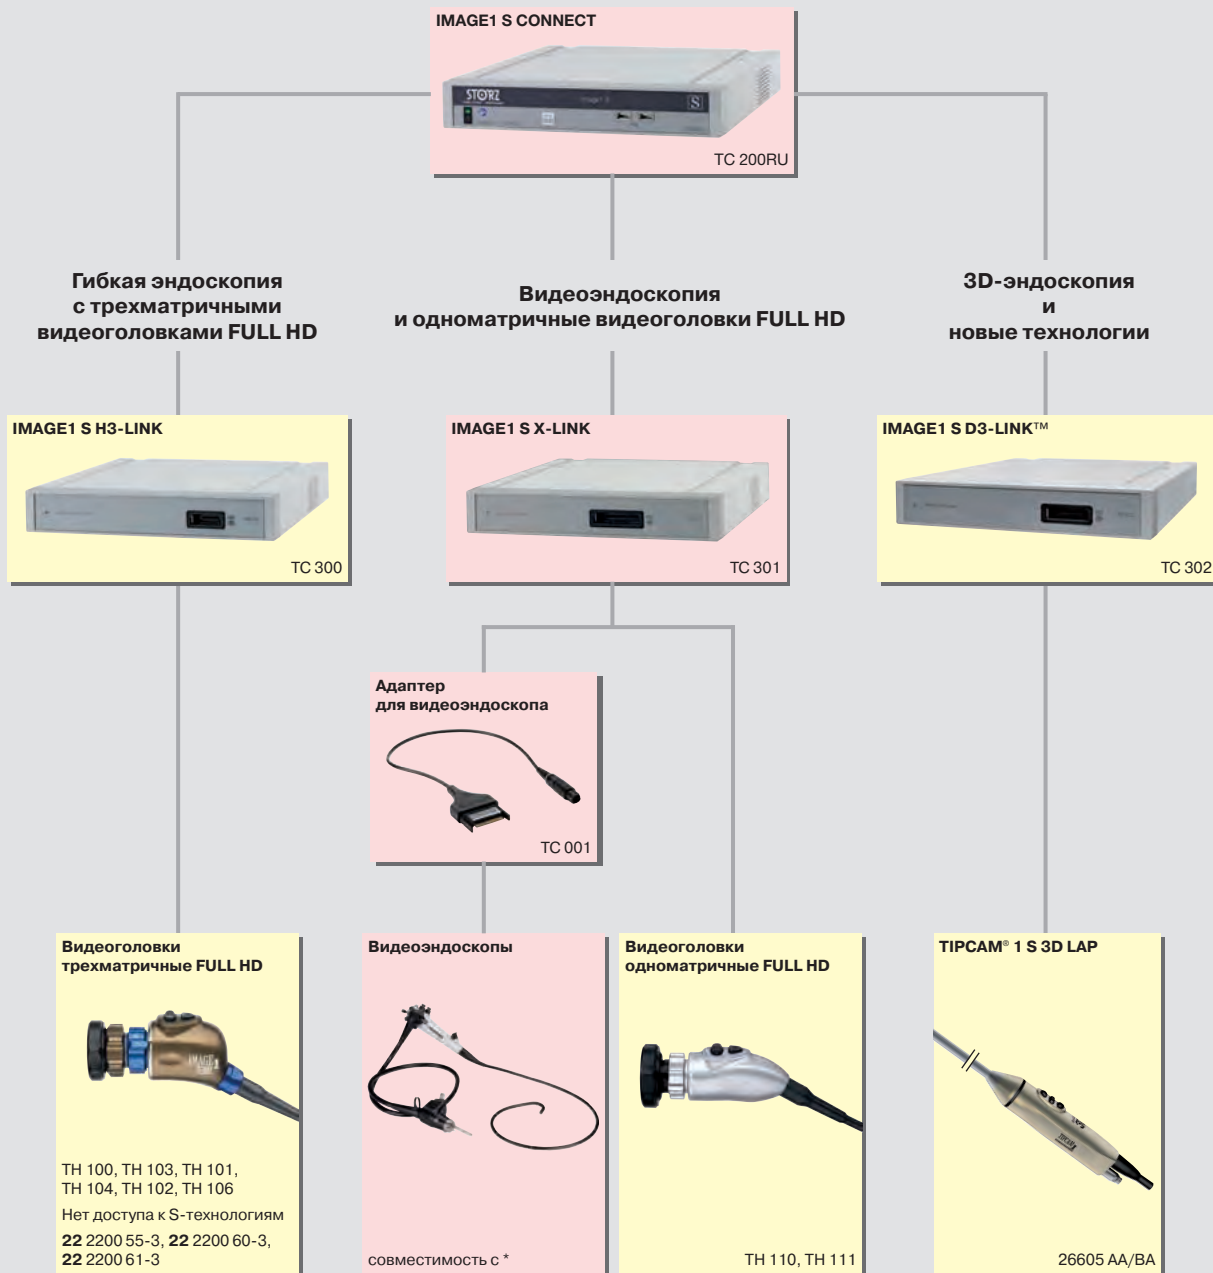 IMAGE1 S CONNECT
STORZ
S
TC 200RU
Гибкая эндоскопия
с трехматричными
видеоголовками FULL HD
Видеоэндоскопия
и одноматричные видеоголовки FULL HD
3D-эндоскопия
и
новые технологии
IMAGE1 S H3-LINK
TC 300
IMAGE1 S X-LINK
TC 301
IMAGE1 S D3-LINK™
TC 302
Адаптер
для видеоэндоскопа
TC 001
Видеоголовки
трехматричные FULL HD
IMAGE1
TH 100, TH 103, TH 101,
TH 104, TH 102, TH 106
Нет доступа к S-технологиям
22 2200 55-3, 22 2200 60-3,
22 2200 61-3
Видеоэндоскопы
совместимость с *
Видеоголовки
одноматричные FULL HD
TH 110, TH 111
TIPCAM® 1 S 3D LAP
26605 AA/BA